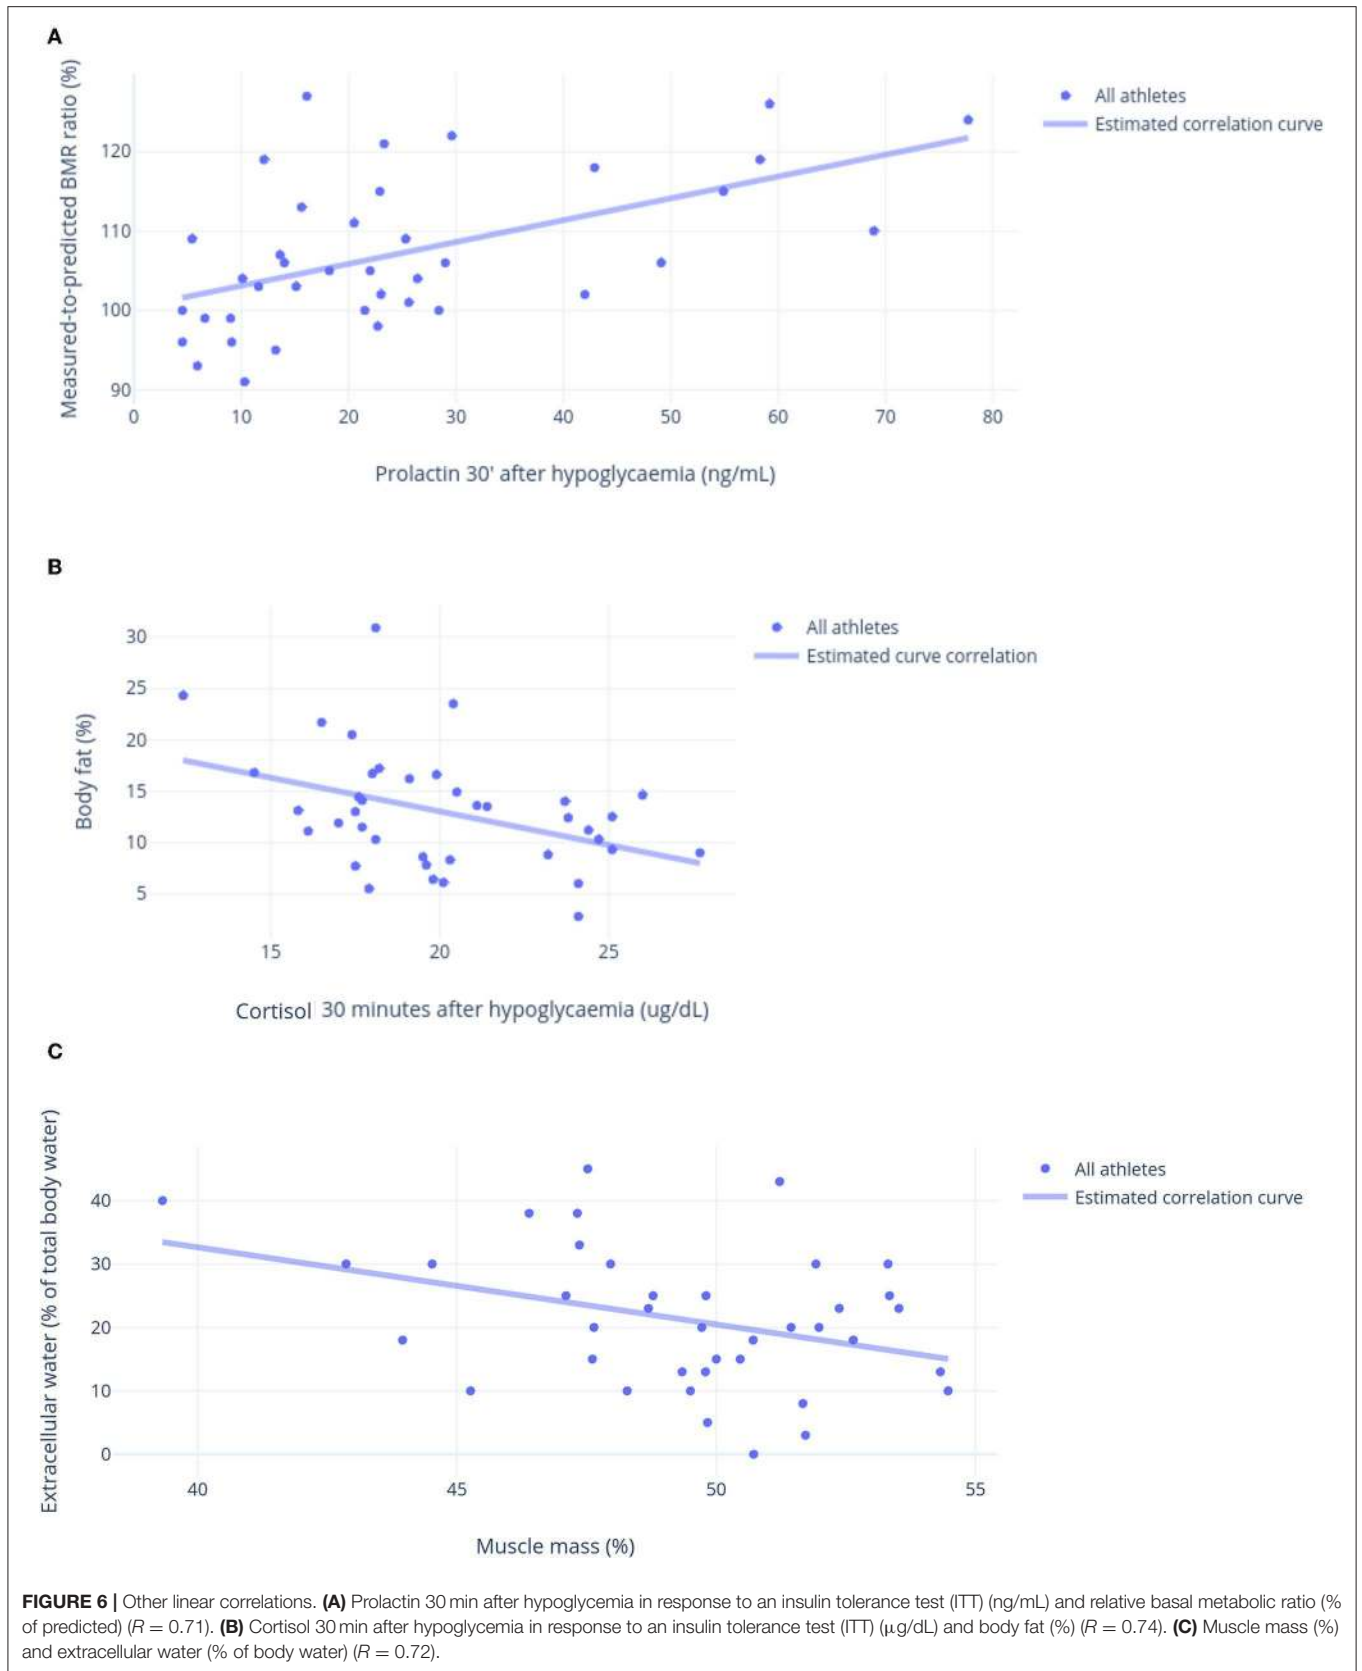 A
Measured-to-predicted BMR ratio (%)
120
110
100
90
0 10 20 30 40 50 60 70 80
Prolactin 30' after hypoglycaemia (ng/mL)
All athletes
Estimated correlation curve
B
Body fat (%)
30
25
20
15
10
5
15 20 25
Cortisol 30 minutes after hypoglycaemia (ug/dL)
All athletes
Estimated curve correlation
C
Extracellular water (% of total body water)
40
30
20
10
0
40 45 50 55
Muscle mass (%)
All athletes
Estimated correlation curve
FIGURE 6 | Other linear correlations. (A) Prolactin 30 min after hypoglycemia in response to an insulin tolerance test (ITT) (ng/mL) and relative basal metabolic ratio (%
of predicted) (R = 0.71). (B) Cortisol 30 min after hypoglycemia in response to an insulin tolerance test (ITT) (μg/dL) and body fat (%) (R = 0.74). (C) Muscle mass (%)
and extracellular water (% of body water) (R = 0.72).